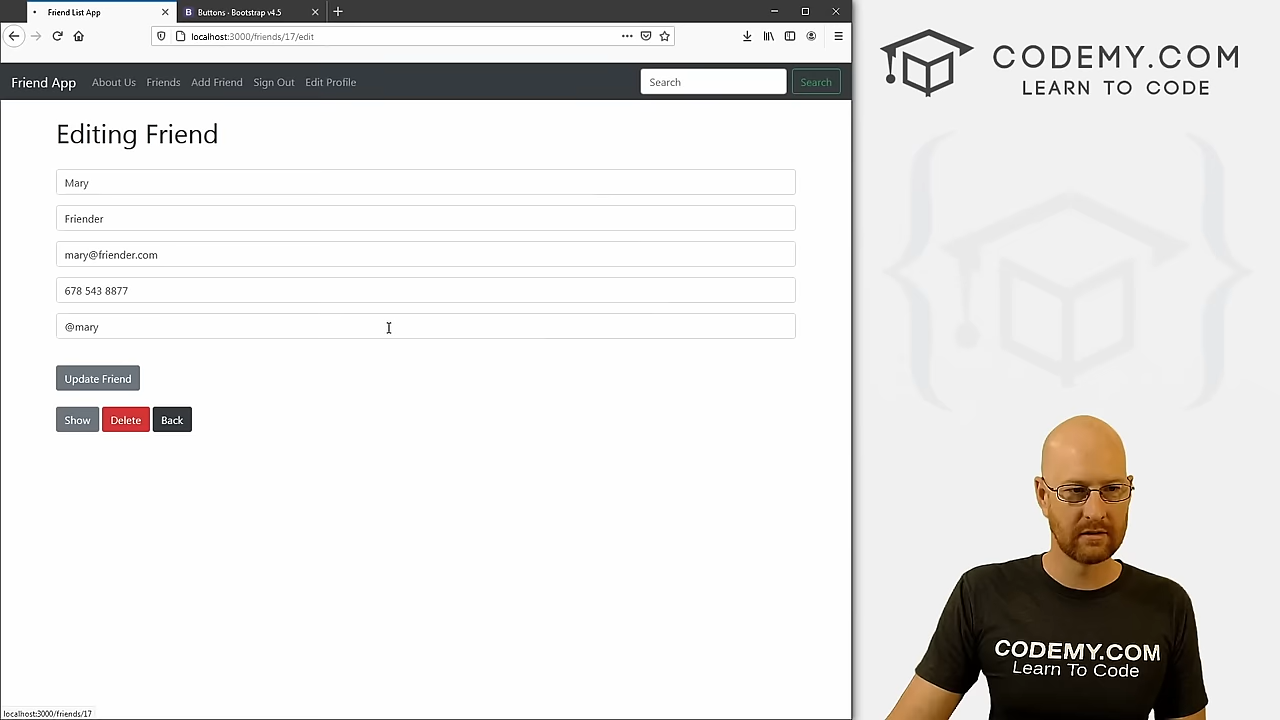 Friend List App
B Buttons · Bootstrap v4.5
localhost:3000/friends/17/edit
Friend App About Us Friends Add Friend Sign Out Edit Profile Search Search
Editing Friend
Mary
Friender
mary@friender.com
678 543 8877
@mary
Update Friend
Show Delete Back
localhost:3000/friends/17
CODEMY.COM
LEARN TO CODE
CODEMY.COM
Learn To Code